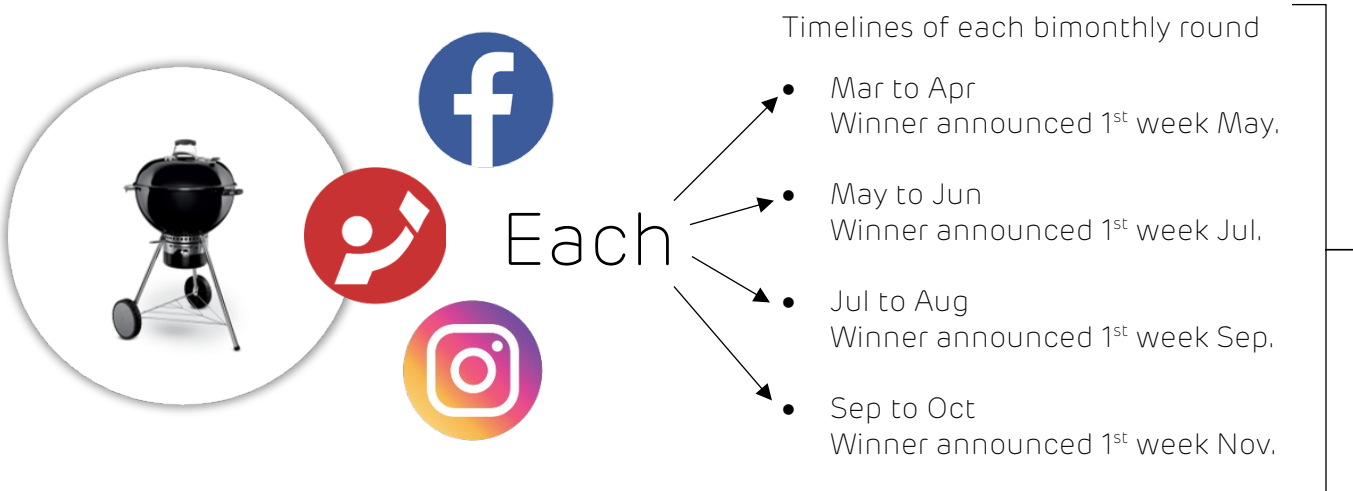 Timelines of each bimonthly round
Each
• Mar to Apr
Winner announced 1st week May.
• May to Jun
Winner announced 1st week Jul.
• Jul to Aug
Winner announced 1st week Sep.
• Sep to Oct
Winner announced 1st week Nov.